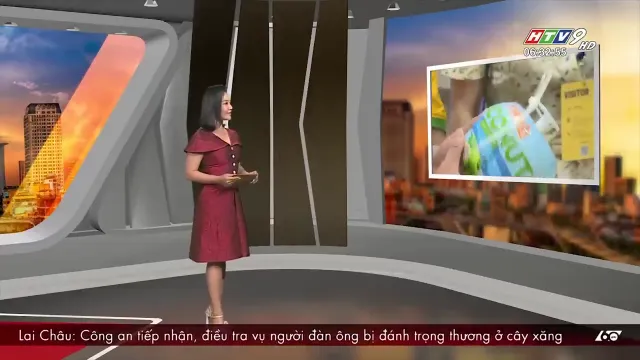 HTV9 HD
06:32:55
VISITOR
Lai Châu: Công an tiếp nhận, điều tra vụ người đàn ông bị đánh trọng thương ở cây xăng